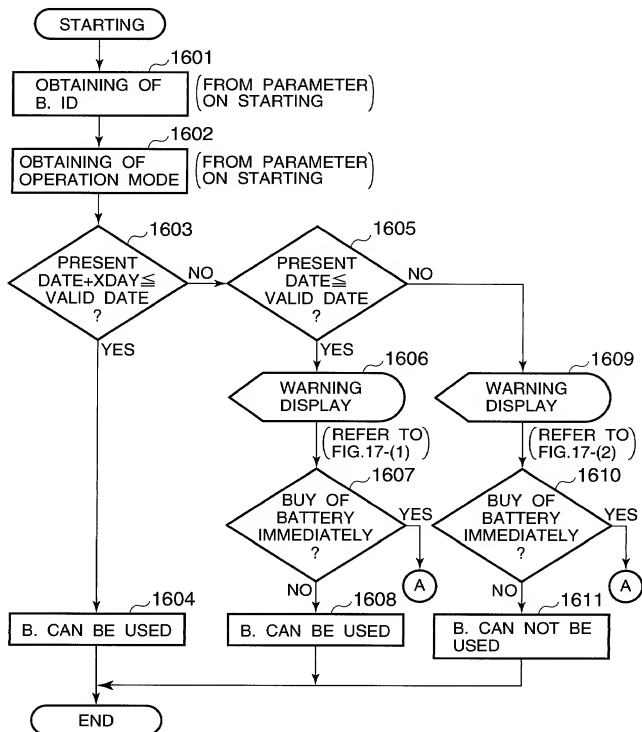 STARTING
1601
OBTAINING OF
B. ID
(FROM PARAMETER
ON STARTING)
1602
OBTAINING OF
OPERATION MODE
(FROM PARAMETER
ON STARTING)
1603
PRESENT
DATE+XDAY≦
VALID DATE
?
NO
YES
1605
PRESENT
DATE≦
VALID DATE
?
NO
YES
1606
WARNING
DISPLAY
(REFER TO
FIG.17-(1))
1607
BUY OF
BATTERY
IMMEDIATELY
?
YES
A
NO
1609
WARNING
DISPLAY
(REFER TO
FIG.17-(2))
1610
BUY OF
BATTERY
IMMEDIATELY
?
YES
A
NO
1604
B. CAN BE USED
1608
B. CAN BE USED
1611
B. CAN NOT BE
USED
END